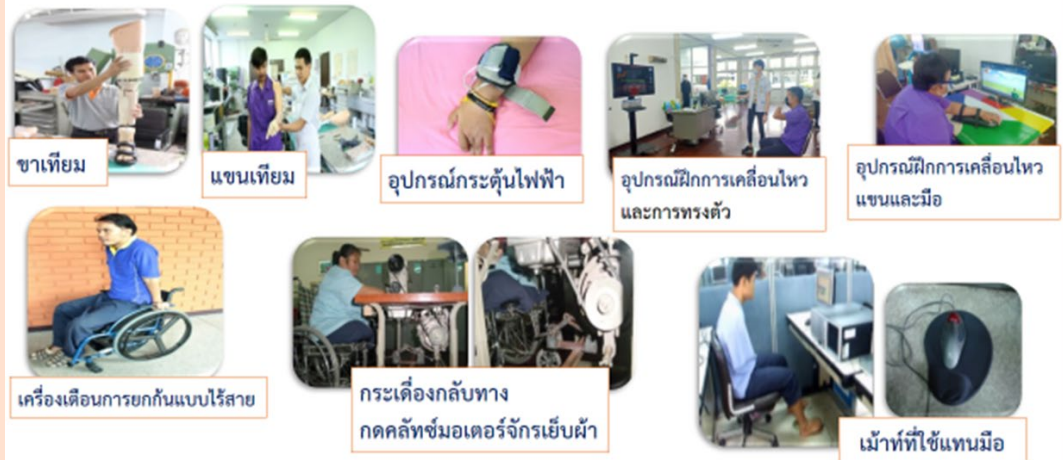 ขาเทียม
แขนเทียม
อุปกรณ์กระตุ้นไฟฟ้า
อุปกรณ์ฝึกการเคลื่อนไหว
และการทรงตัว
อุปกรณ์ฝึกการเคลื่อนไหว
แขนและมือ
เครื่องเตือนการยกก้นแบบไร้สาย
กระเดื่องกลับทาง
กดคลัทซ์มอเตอร์จักรเย็บผ้า
เม้าท์ที่ใช้แทนมือ